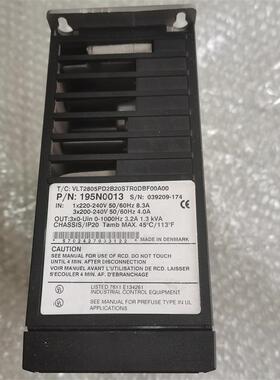 T/C: VLT2805PD2B20STR0DBF00A00
P/N: 195N0013 S/N: 039209-174
IN: 1x220-240V 50/60Hz 8.3A
3x200-240V 50/60Hz 4.0A
OUT:3x0-Uin 0-1000Hz 3.2A 1.3 kVA
CHASSIS/IP20 Tamb MAX. 45°C/113°F
MADE IN DENMARK
SEE MANUAL FOR USE OF RCD. DO NOT TOUCH
UNTIL 4 MIN. AFTER DISCONNECTION
VOIR MANUEL AVANT L'UTILISATION DE RCD. LAISSER
S'ECOULER 4 MIN. APRES DECONNEXION
LISTED 76X1 E134261
INDUSTRIAL CONTROL EQUIPMENT
SEE MANUAL FOR PREFUSE TYPE IN UL
APPLICATIONS